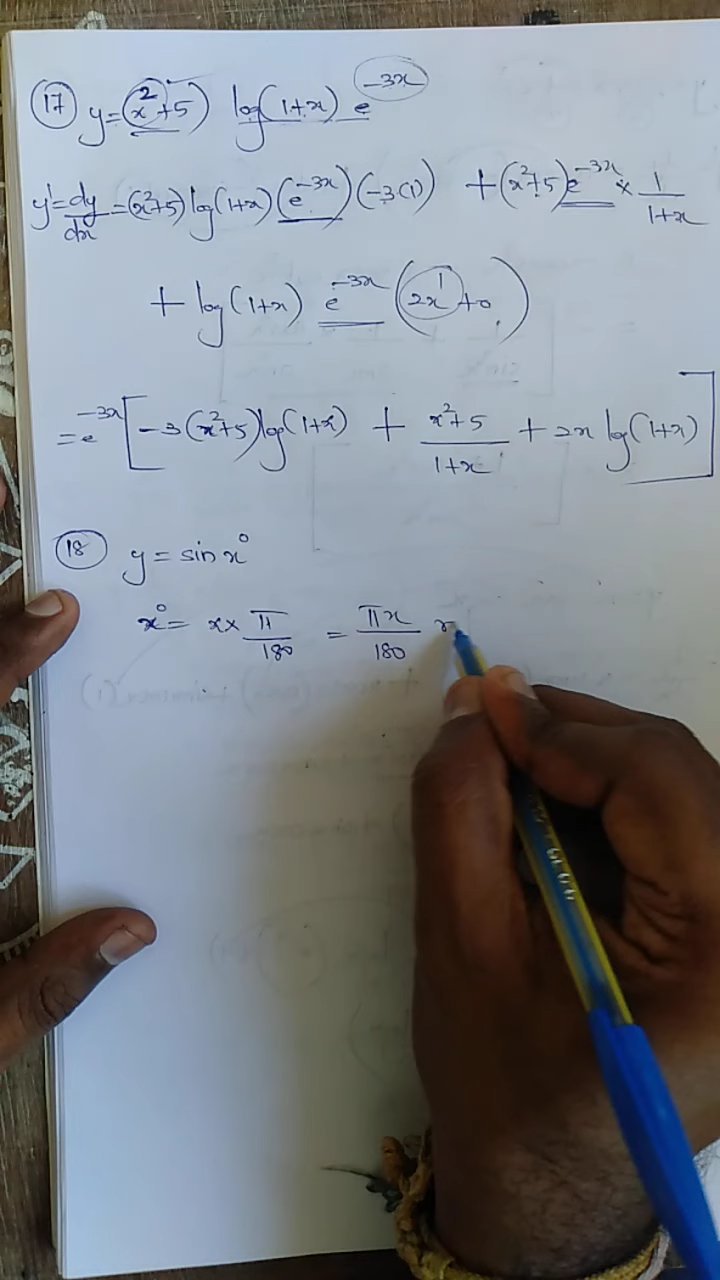 17 y = (x²+5) log(1+x) e^-3x
y' = dy/dx = (x²+5) log(1+x) (e^-3x) (-3(1)) + (x²+5) e^-3x × 1/1+x
+ log(1+x) e^-3x (2x¹ + 0)
= e^-3x [-3(x²+5) log(1+x) + x²+5/1+x + 2x log(1+x)]
18 y = sin x°
x° = x × π/180 = πx/180